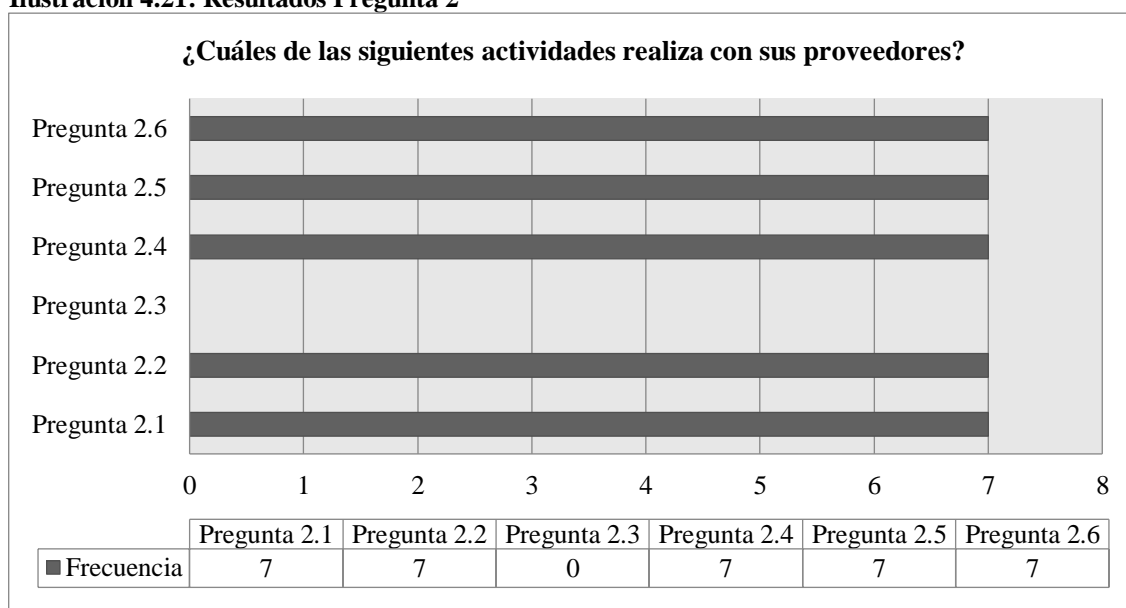 Ilustración 4.21: Resultados Pregunta 2
¿Cuáles de las siguientes actividades realiza con sus proveedores?
Pregunta 2.6
Pregunta 2.5
Pregunta 2.4
Pregunta 2.3
Pregunta 2.2
Pregunta 2.1
0 1 2 3 4 5 6 7 8
Pregunta 2.1 Pregunta 2.2 Pregunta 2.3 Pregunta 2.4 Pregunta 2.5 Pregunta 2.6
Frecuencia 7 7 0 7 7 7